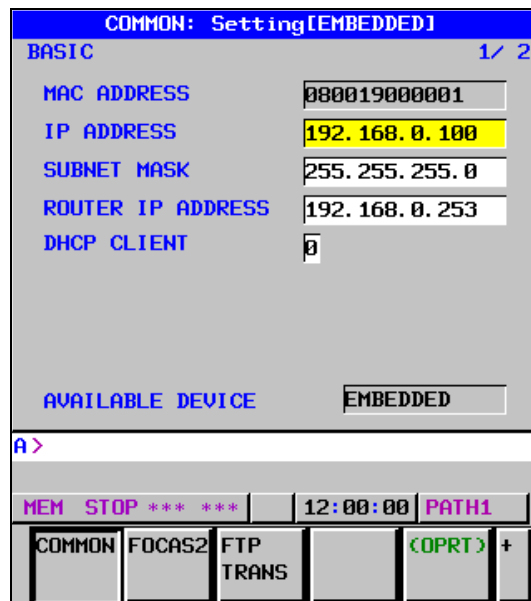 COMMON: Setting[EMBEDDED]
BASIC 1/ 2
MAC ADDRESS 080019000001
IP ADDRESS 192.168.0.100
SUBNET MASK 255.255.255.0
ROUTER IP ADDRESS 192.168.0.253
DHCP CLIENT 0
AVAILABLE DEVICE EMBEDDED
A>
MEM STOP *** *** 12:00:00 PATH1
COMMON FOCAS2 FTP TRANS (OPRT) +